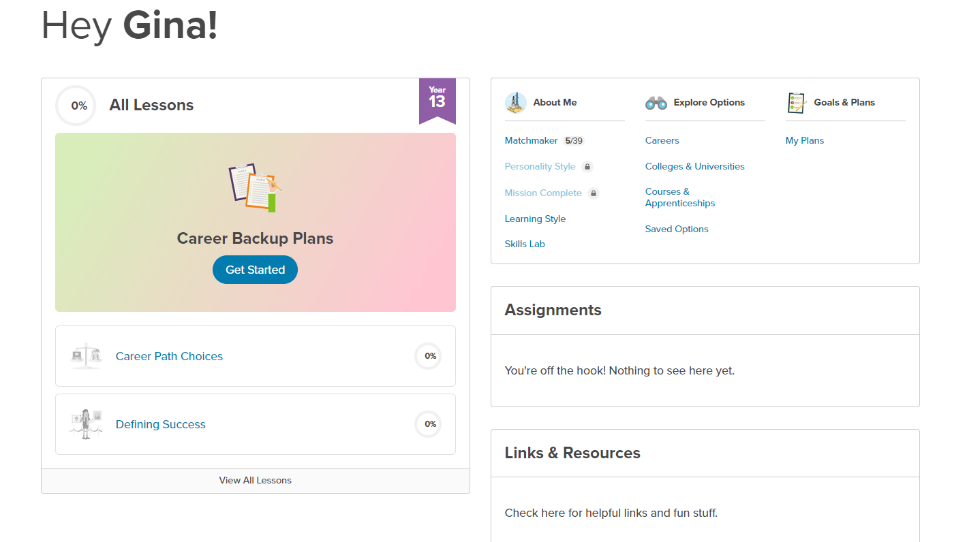 Hey Gina!
0%
All Lessons
Year
13
Career Backup Plans
Get Started
Career Path Choices
0%
Defining Success
0%
View All Lessons
About Me
Matchmaker 5/39
Personality Style
Mission Complete
Learning Style
Skills Lab
Explore Options
Careers
Colleges & Universities
Courses &
Apprenticeships
Saved Options
Goals & Plans
My Plans
Assignments
You're off the hook! Nothing to see here yet.
Links & Resources
Check here for helpful links and fun stuff.